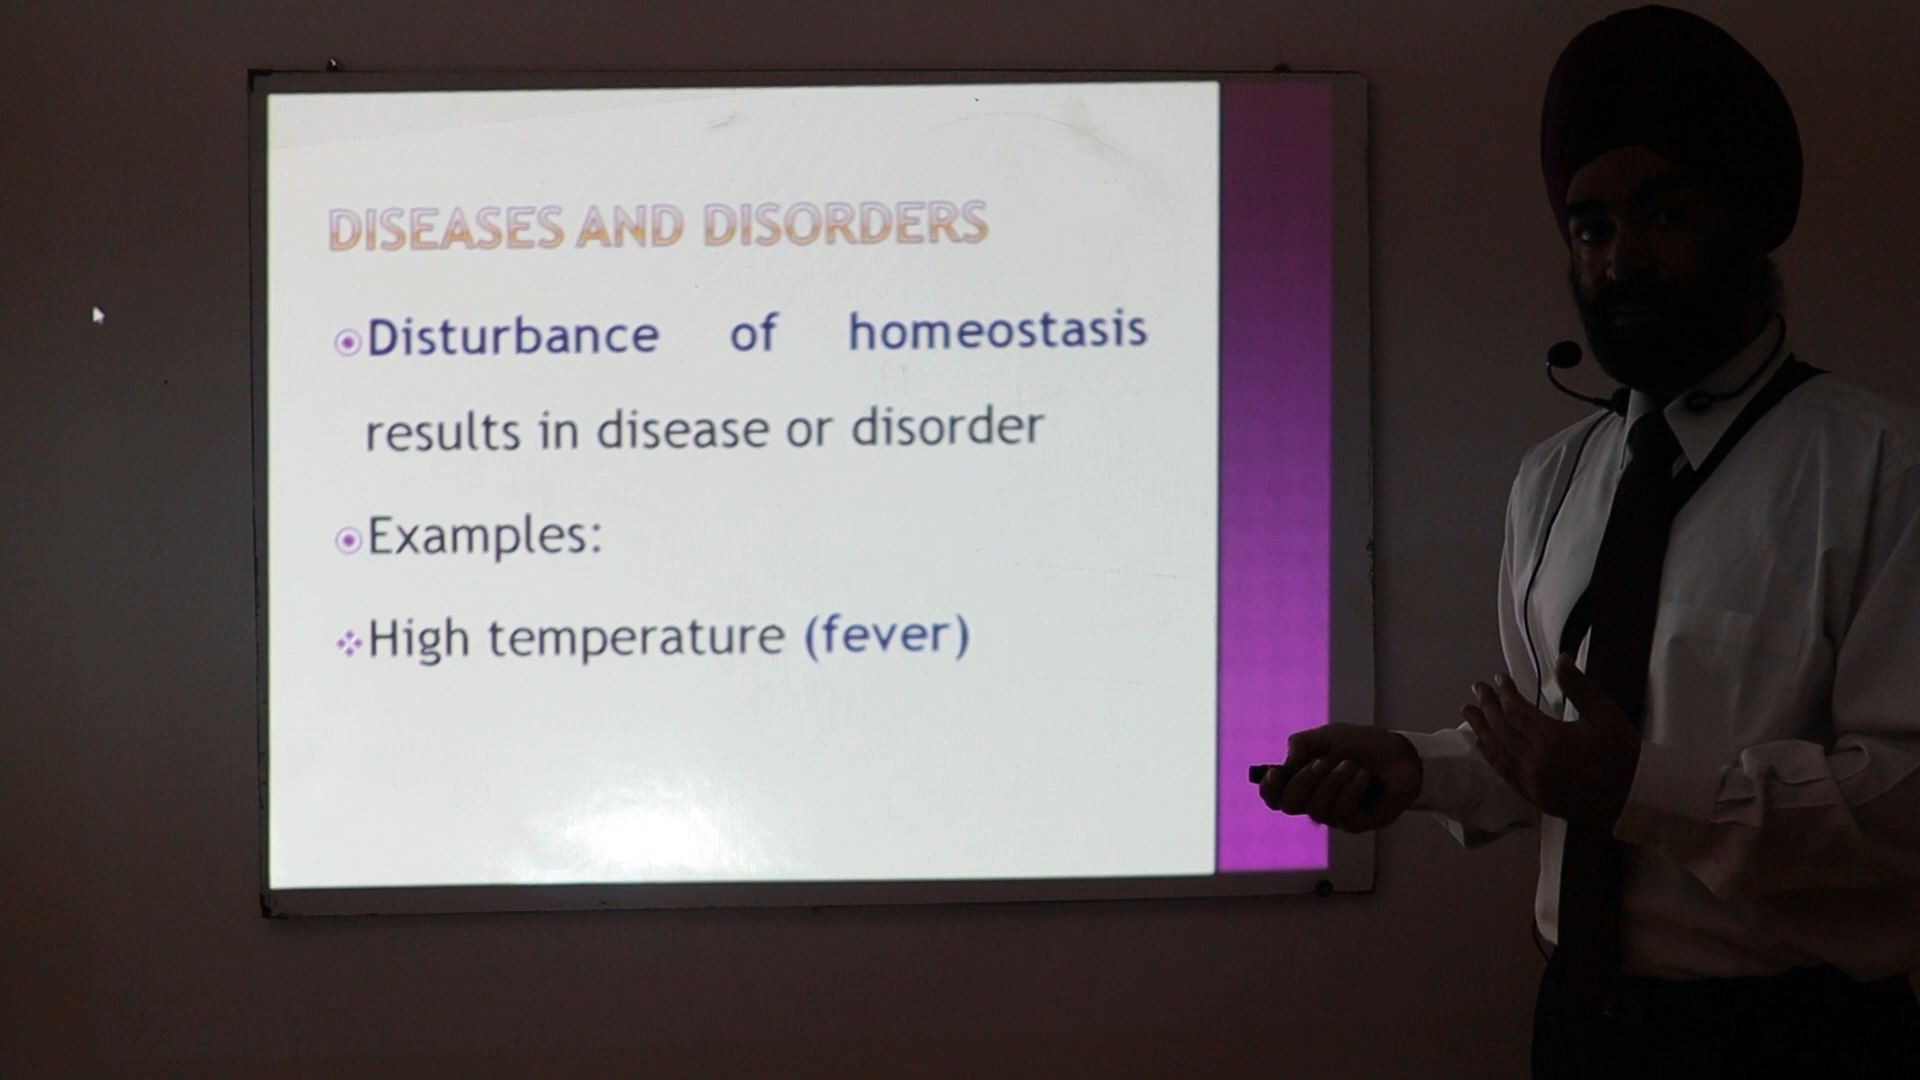 DISEASES AND DISORDERS
Disturbance of homeostasis
results in disease or disorder
Examples:
High temperature (fever)